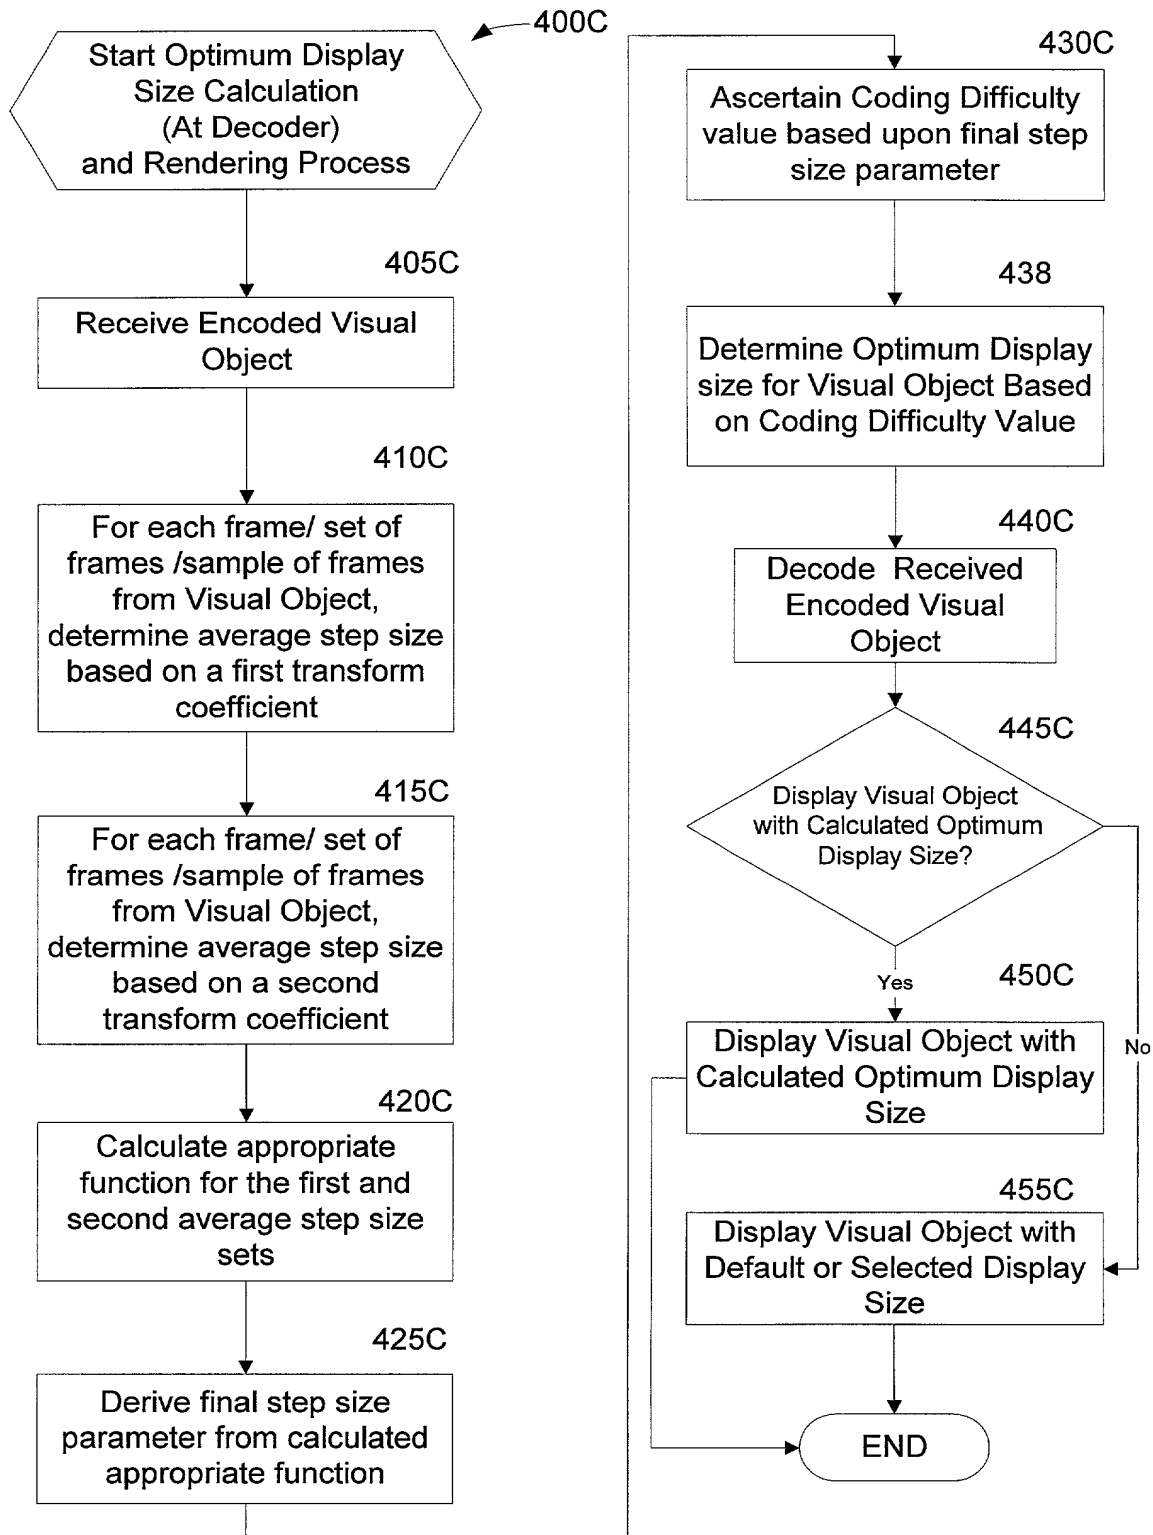 400C
Start Optimum Display
Size Calculation
(At Decoder)
and Rendering Process
405C
Receive Encoded Visual
Object
410C
For each frame/ set of
frames /sample of frames
from Visual Object,
determine average step size
based on a first transform
coefficient
415C
For each frame/ set of
frames /sample of frames
from Visual Object,
determine average step size
based on a second
transform coefficient
420C
Calculate appropriate
function for the first and
second average step size
sets
425C
Derive final step size
parameter from calculated
appropriate function
430C
Ascertain Coding Difficulty
value based upon final step
size parameter
438
Determine Optimum Display
size for Visual Object Based
on Coding Difficulty Value
440C
Decode Received
Encoded Visual
Object
445C
Display Visual Object
with Calculated Optimum
Display Size?
Yes
No
450C
Display Visual Object with
Calculated Optimum Display
Size
455C
Display Visual Object with
Default or Selected Display
Size
END